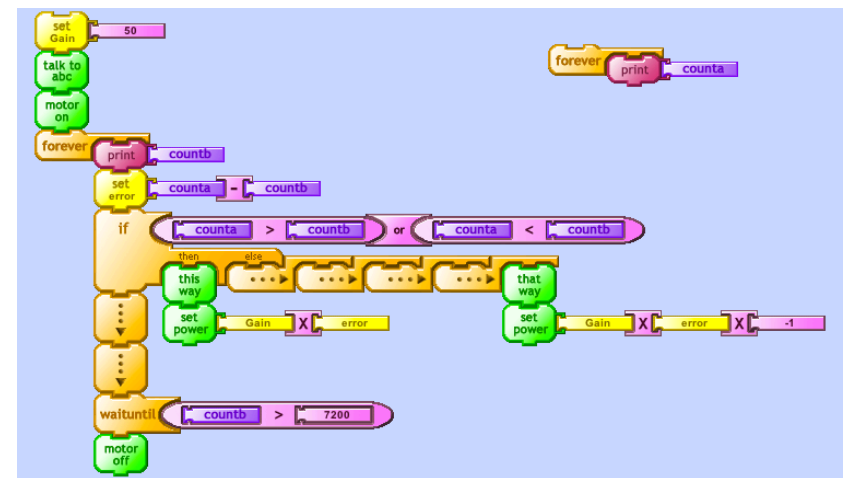 set
Gain
50
talk to
abc
motor
on
forever
print
countb
set
error
counta - countb
if
counta > countb or counta < countb
then else
this
way
set
power
Gain X error
that
way
set
power
Gain X error X -1
waituntil
countb > 7200
motor
off
forever
print
counta